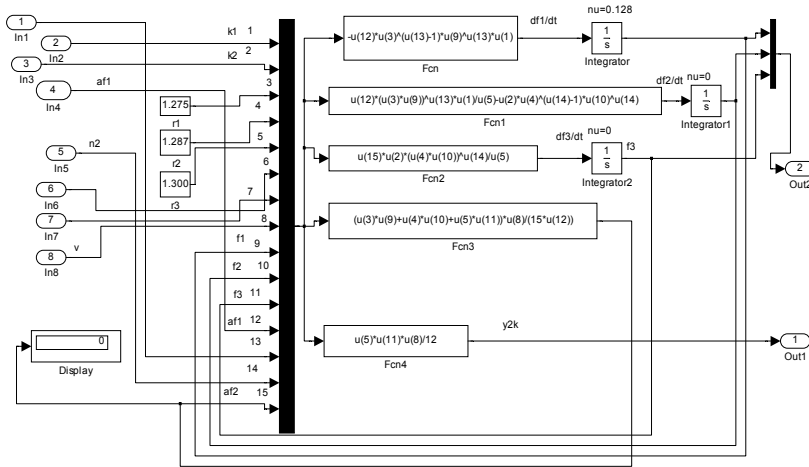 1
In1
2
In2
3
In3
4
In4
5
In5
6
In6
7
In7
8
In8
k1
k2
af1
n2
v
1.275
r1
1.287
r2
1.300
r3
1
2
3
4
5
6
7
8
f1 9
f2 10
f3 11
af1 12
13
14
af2 15
0
Display
-u(12)*u(3)^(u(13)-1)*u(9)^u(13)*u(1)
Fcn
df1/dt
nu=0.128
1
s
Integrator
u(12)*(u(3)*u(9))^u(13)*u(1)/u(5)-u(2)*u(4)^(u(14)-1)*u(10)^u(14)
Fcn1
df2/dt
nu=0
1
s
Integrator1
u(15)*u(2)*(u(4)*u(10))^u(14)/u(5)
Fcn2
df3/dt
nu=0
1
s
Integrator2
f3
(u(3)*u(9)+u(4)*u(10)+u(5)*u(11))*u(8)/(15*u(12))
Fcn3
u(5)*u(11)*u(8)/12
Fcn4
y2k
2
Out2
1
Out1